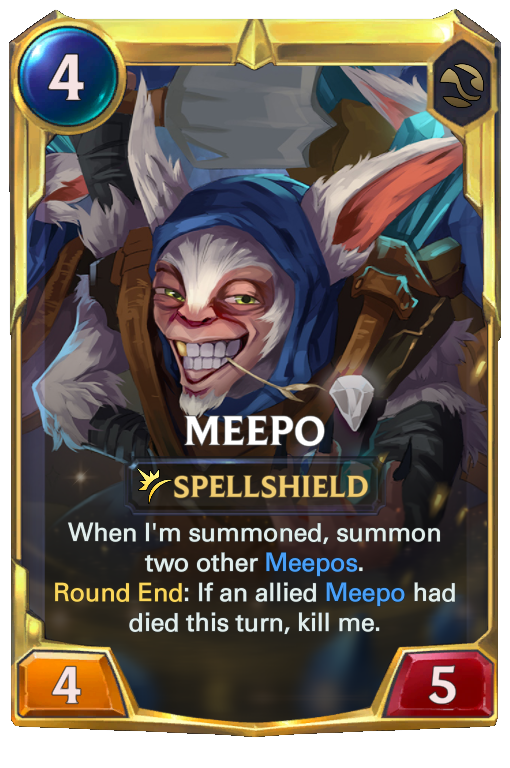 4
MEEPO
SPELLSHIELD
When I'm summoned, summon
two other Meepos.
Round End: If an allied Meepo had
died this turn, kill me.
4
5